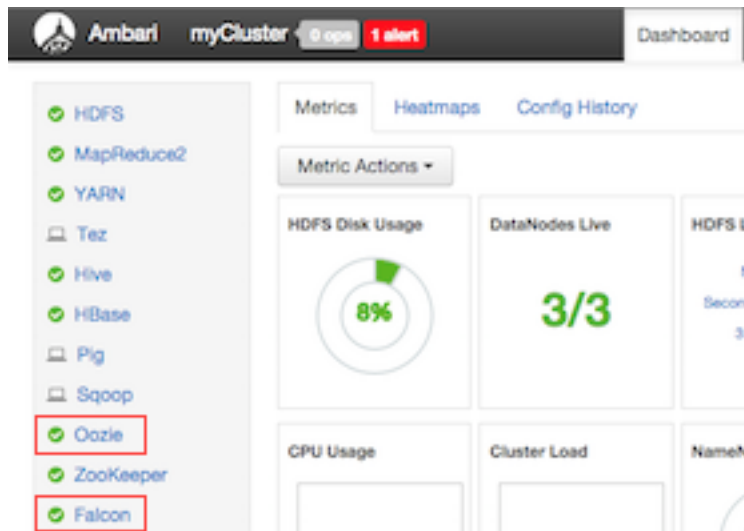 Ambari myCluster 0 ops 1 alert Dashboard
HDFS
MapReduce2
YARN
Tez
Hive
HBase
Pig
Sqoop
Oozie
ZooKeeper
Falcon
Metrics Heatmaps Config History
Metric Actions
HDFS Disk Usage
8%
DataNodes Live
3/3
HDFS
CPU Usage
Cluster Load